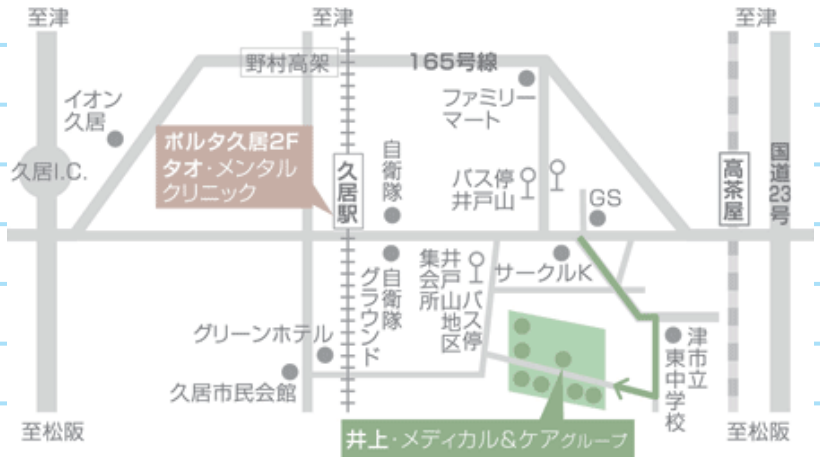 至津
至津
至津
野村高架
165号線
イオン
久居
ファミリー
マート
久居I.C.
ポルタ久居2F
タオ・メンタル
クリニック
久居駅
自衛隊
バス停
井戸山
GS
高茶屋
国道23号
自衛隊
グラウンド
井戸山地区
集会所
バス停
サークルK
グリーンホテル
久居市民会館
津市立
東中学校
井上・メディカル&ケアグループ
至松阪
至松阪